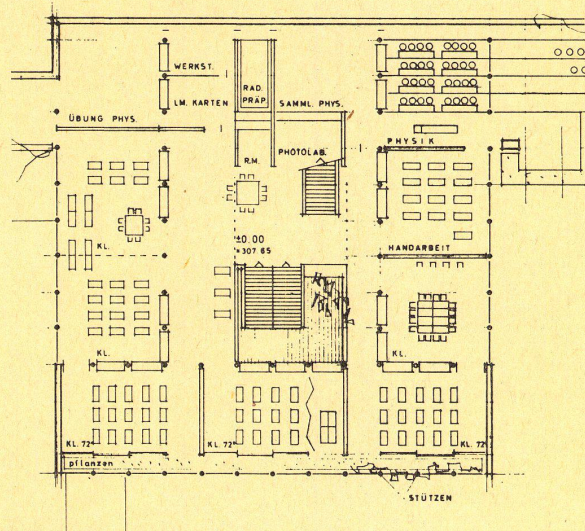 WERKST.
RAD.
PRÄP.
LM. KARTEN
SAMML. PHYS.
ÜBUNG PHYS.
PHYSIK
R.M.
PHOTOLAB.
±0.00
=307.65
KL.
HANDARBEIT
KL.
KL.
KL. 72
KL. 72
KL. 72
pflanzen
STÜTZEN